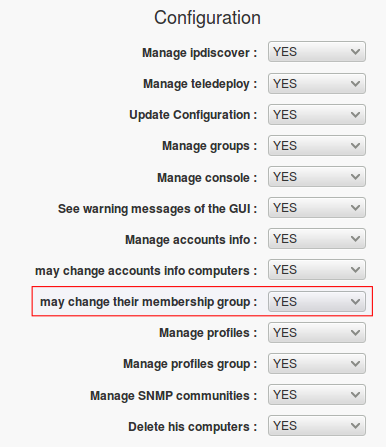 Configuration
Manage ipdiscover : YES
Manage teledeploy : YES
Update Configuration : YES
Manage groups : YES
Manage console : YES
See warning messages of the GUI : YES
Manage accounts info : YES
may change accounts info computers : YES
may change their membership group : YES
Manage profiles : YES
Manage profiles group : YES
Manage SNMP communities : YES
Delete his computers : YES